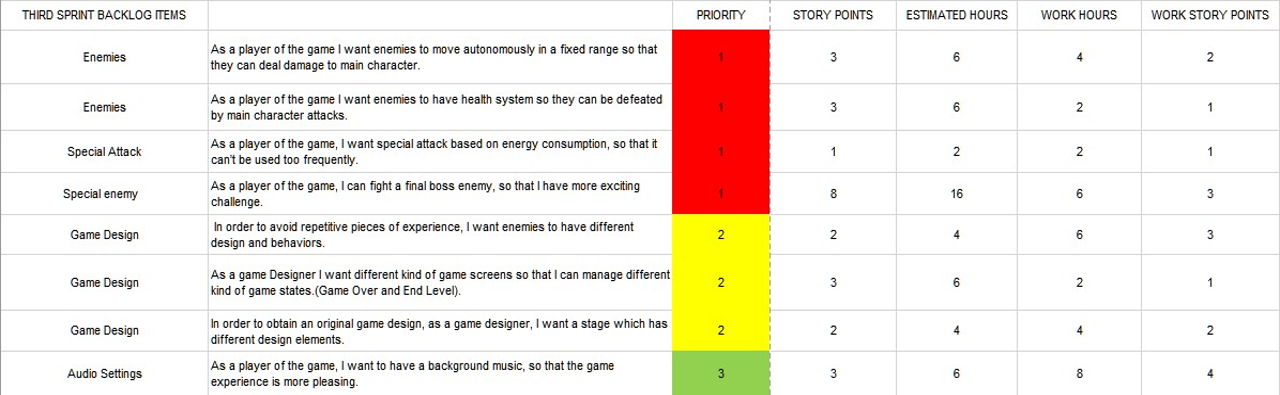 THIRD SPRINT BACKLOG ITEMS PRIORITY STORY POINTS ESTIMATED HOURS WORK HOURS WORK STORY POINTS
Enemies As a player of the game I want enemies to move autonomously in a fixed range so that
they can deal damage to main character. 1 3 6 4 2
Enemies As a player of the game I want enemies to have health system so they can be defeated
by main character attacks. 1 3 6 2 1
Special Attack As a player of the game, I want special attack based on energy consumption, so that it
can't be used too frequently. 1 1 2 2 1
Special enemy As a player of the game, I can fight a final boss enemy, so that I have more exciting
challenge. 1 8 16 6 3
Game Design In order to avoid repetitive pieces of experience, I want enemies to have different
design and behaviors. 2 2 4 6 3
Game Design As a game Designer I want different kind of game screens so that I can manage different
kind of game states.(Game Over and End Level). 2 3 6 2 1
Game Design In order to obtain an original game design, as a game designer, I want a stage which has
different design elements. 2 2 4 4 2
Audio Settings As a player of the game, I want to have a background music, so that the game
experience is more pleasing. 3 3 6 8 4